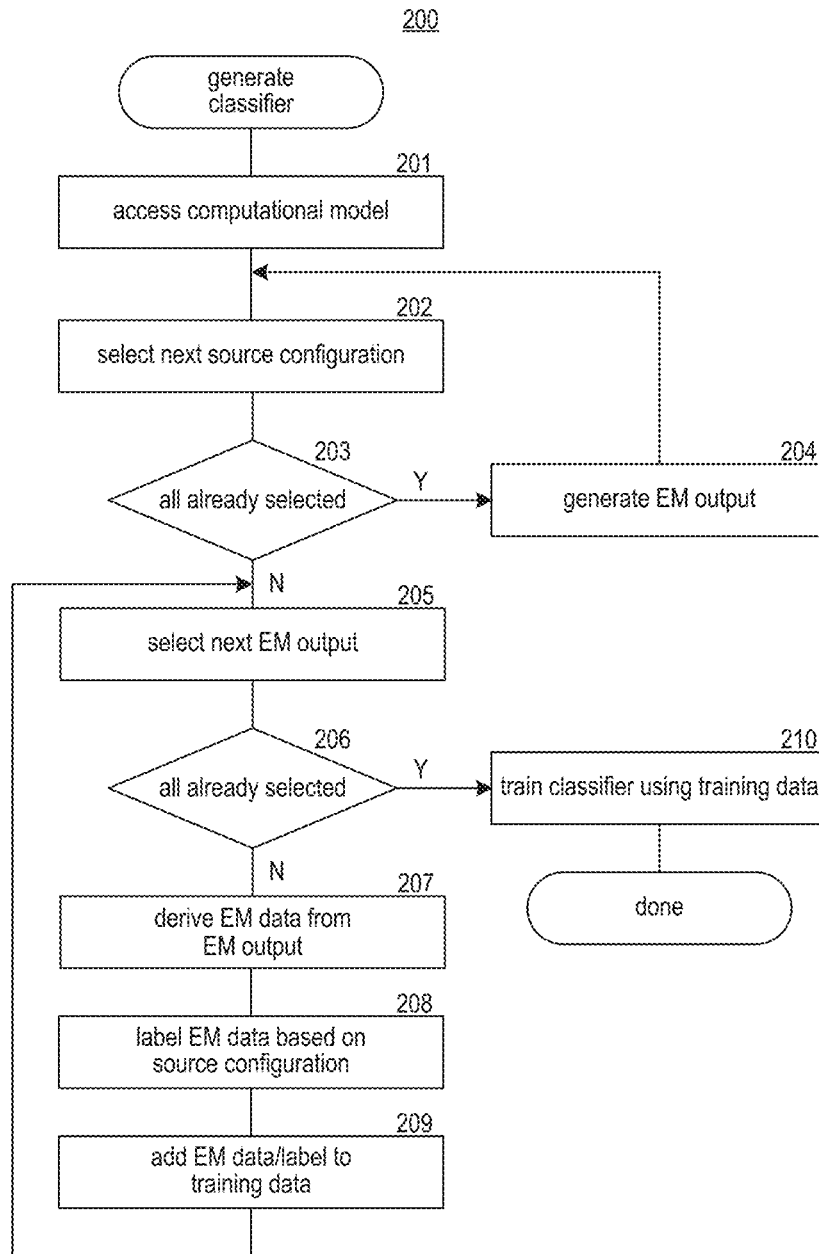 200
generate
classifier
201
access computational model
202
select next source configuration
203
all already selected
Y
204
generate EM output
N
205
select next EM output
206
all already selected
Y
210
train classifier using training data
N
207
derive EM data from
EM output
done
208
label EM data based on
source configuration
209
add EM data/label to
training data